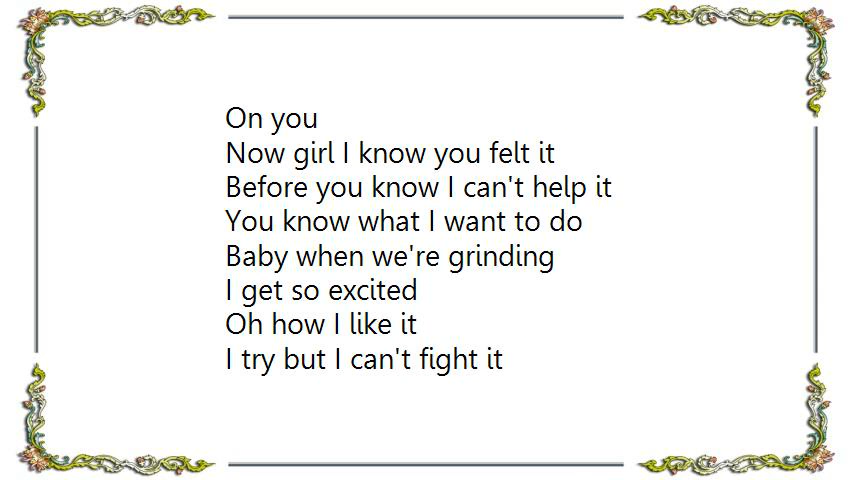 On you
Now girl I know you felt it
Before you know I can't help it
You know what I want to do
Baby when we're grinding
I get so excited
Oh how I like it
I try but I can't fight it